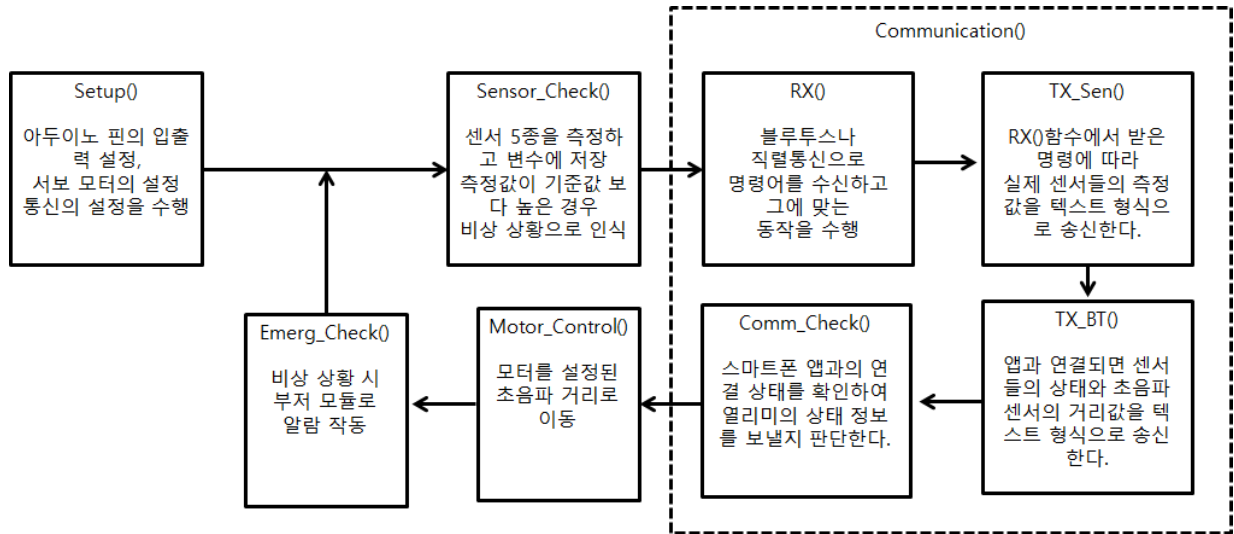 Communication()
Setup()
아두이노 핀의 입출
력 설정,
서보 모터의 설정
통신의 설정을 수행
Sensor_Check()
센서 5종을 측정하
고 변수에 저장
측정값이 기준값 보
다 높은 경우
비상 상황으로 인식
RX()
블루투스나
직렬통신으로
명령어를 수신하고
그에 맞는
동작을 수행
TX_Sen()
RX()함수에서 받은
명령에 따라
실제 센서들의 측정
값을 텍스트 형식으
로 송신한다.
TX_BT()
앱과 연결되면 센서
들의 상태와 초음파
센서의 거리값을 텍
스트 형식으로 송신
한다.
Comm_Check()
스마트폰 앱과의 연
결 상태를 확인하여
열리미의 상태 정보
를 보낼지 판단한다.
Motor_Control()
모터를 설정된
초음파 거리로
이동
Emerg_Check()
비상 상황 시
부저 모듈로
알람 작동